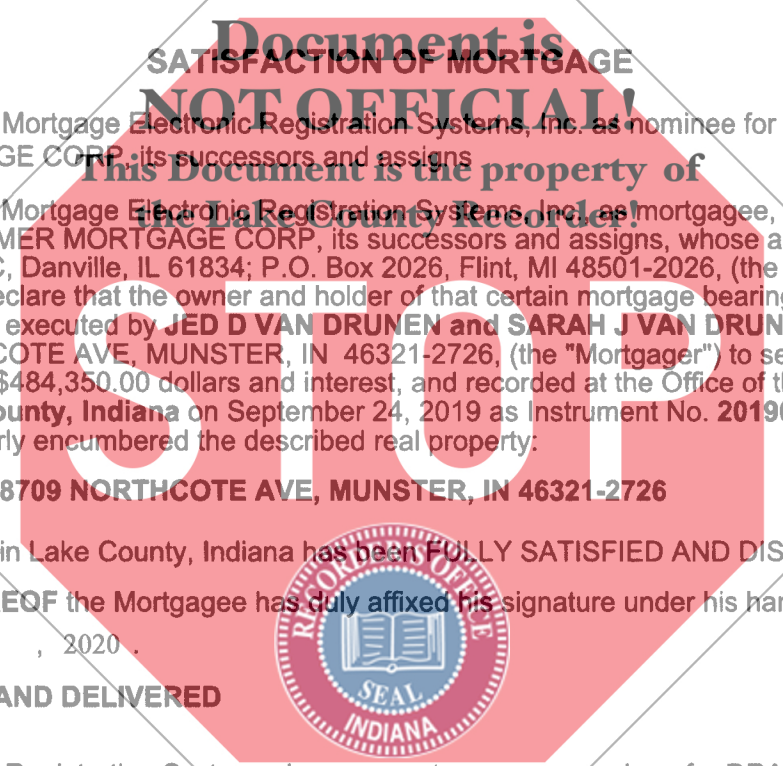 Document is
SATISFACTION OF MORTGAGE
NOT OFFICIAL!
Mortgage Electronic Registration Systems, Inc. as nominee for
GE CORP, its successors and assigns
This Document is the property of
the Lake County Recorder!
Mortgage Electronic Registration Systems, Inc., as mortgagee,
MER MORTGAGE CORP, its successors and assigns, whose a
C, Danville, IL 61834; P.O. Box 2026, Flint, MI 48501-2026, (the
eclare that the owner and holder of that certain mortgage bearing
executed by JED D VAN DRUNEN and SARAH J VAN DRUN
COTE AVE, MUNSTER, IN 46321-2726, (the "Mortgager") to se
$484,350.00 dollars and interest, and recorded at the Office of th
ounty, Indiana on September 24, 2019 as Instrument No. 20190
rly encumbered the described real property:
STOP
8709 NORTHCOTE AVE, MUNSTER, IN 46321-2726
in Lake County, Indiana has been FULLY SATISFIED AND DIS
EOF the Mortgagee has duly affixed his signature under his han
, 2020 .
AND DELIVERED
RECORDER'S OFFICE
SEAL
INDIANA